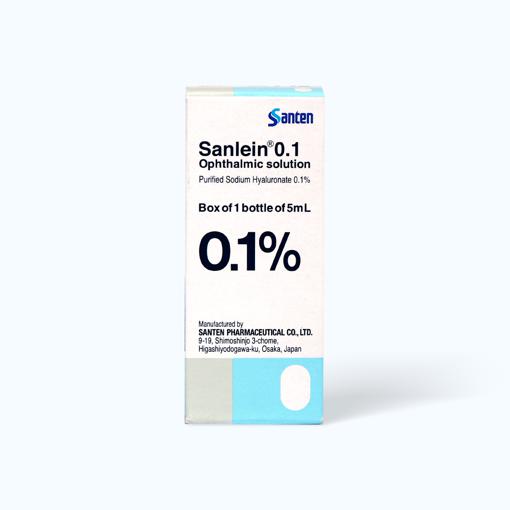 Santen
Sanlein® 0.1
Ophthalmic solution
Purified Sodium Hyaluronate 0.1%
Box of 1 bottle of 5mL
0.1%
Manufactured by
SANTEN PHARMACEUTICAL CO., LTD.
9-19, Shimoshinjo 3-chome,
Higashiyodogawa-ku, Osaka, Japan